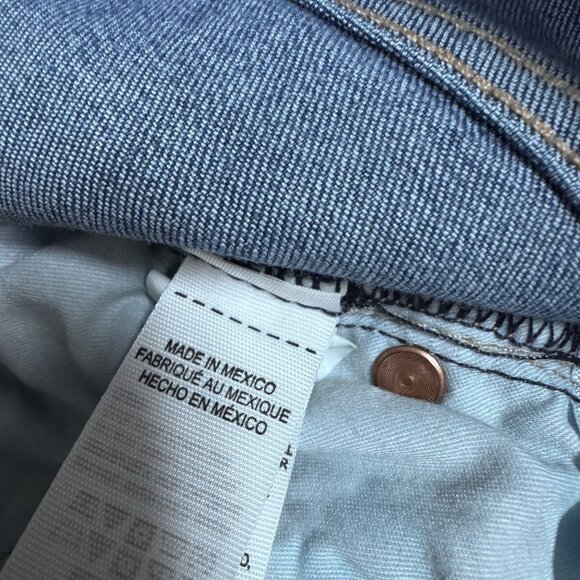 MADE IN MEXICO
FABRIQUÉ AU MEXIQUE
HECHO EN MÉXICO
L
R